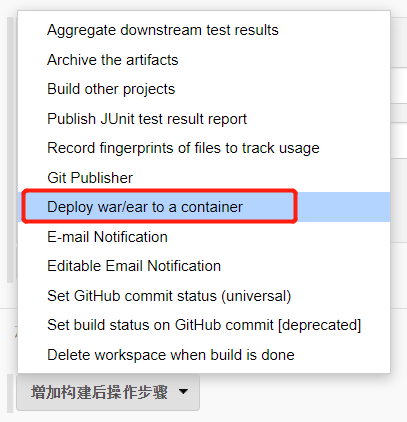 Aggregate downstream test results
Archive the artifacts
Build other projects
Publish JUnit test result report
Record fingerprints of files to track usage
Git Publisher
Deploy war/ear to a container
E-mail Notification
Editable Email Notification
Set GitHub commit status (universal)
Set build status on GitHub commit [deprecated]
Delete workspace when build is done
增加构建后操作步骤